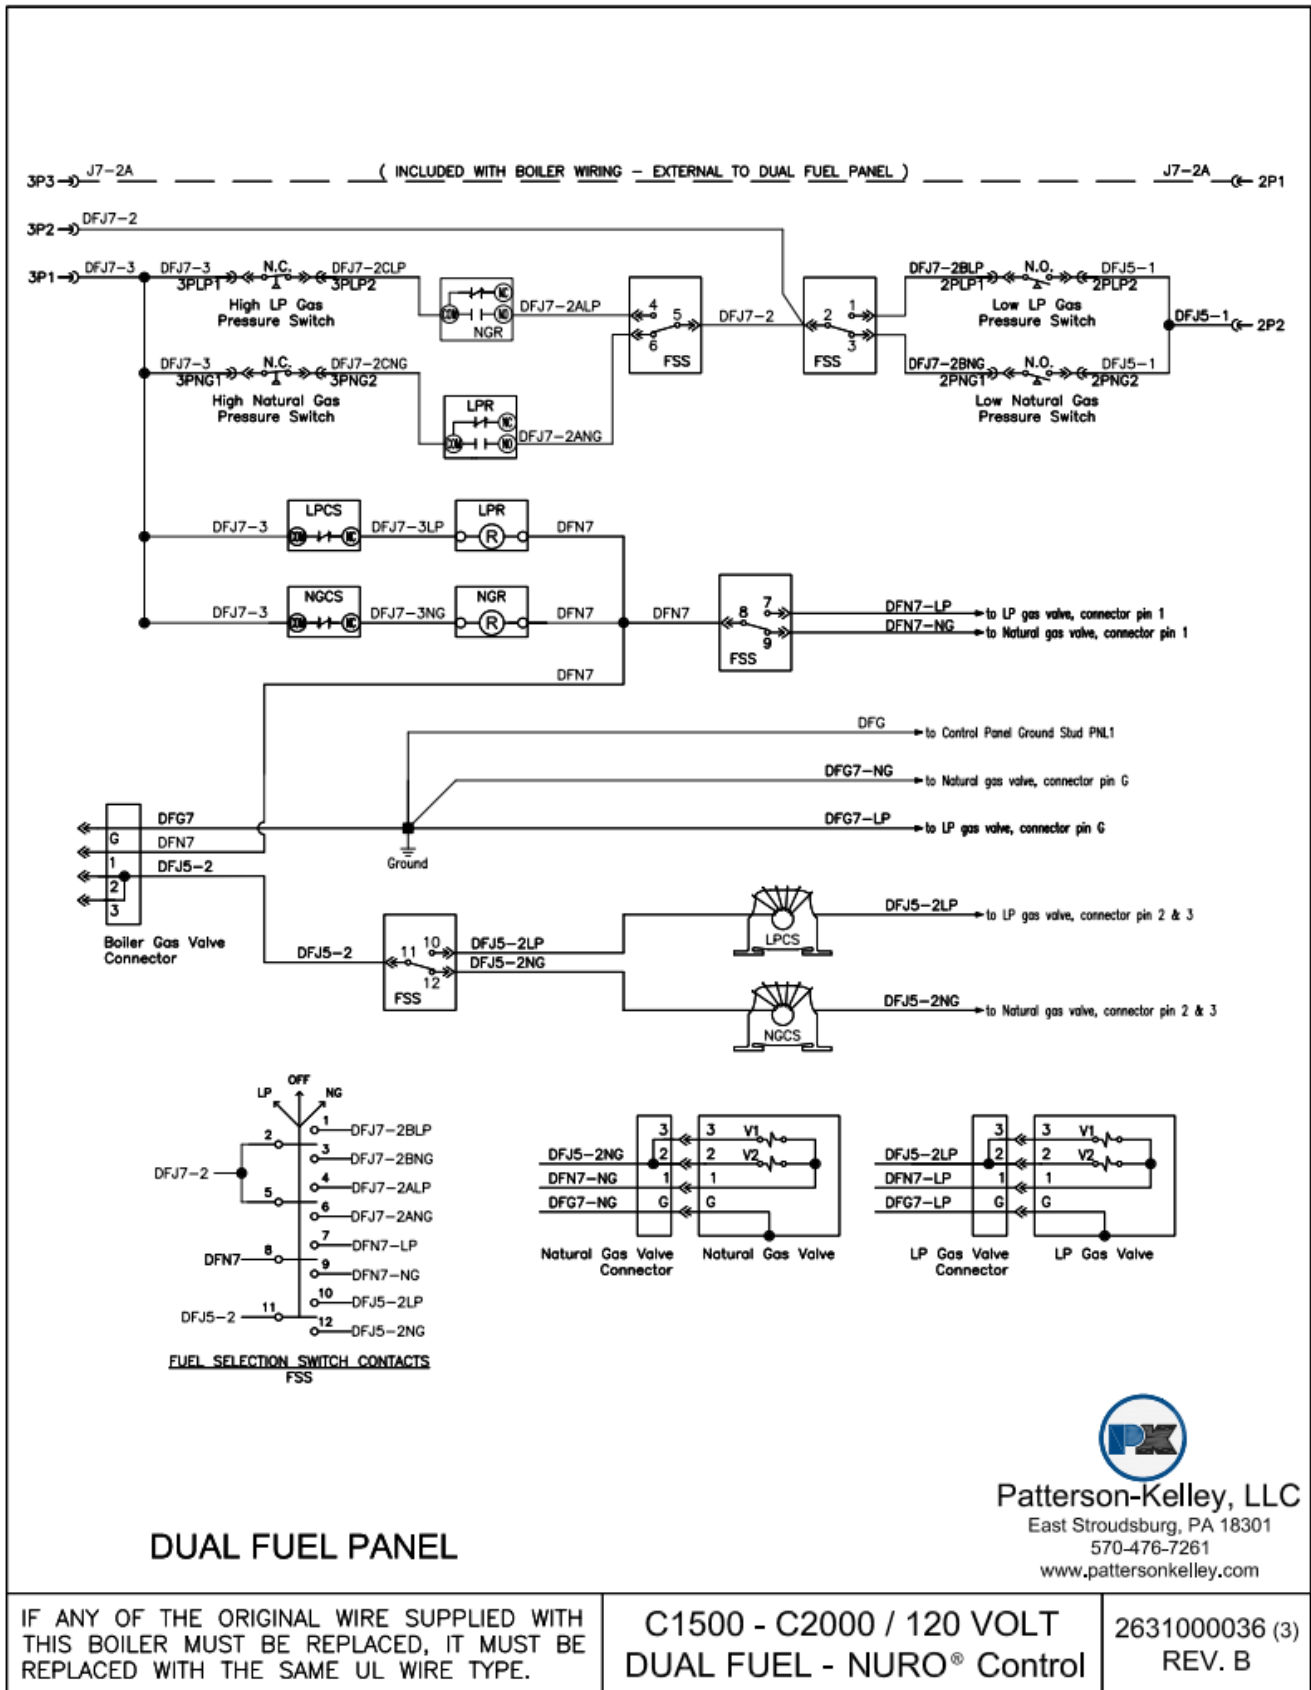 J7-2A ( INCLUDED WITH BOILER WIRING - EXTERNAL TO DUAL FUEL PANEL ) J7-2A
3P3 2P1
3P2 DFJ7-2
3P1 DFJ7-3 DFJ7-3 N.C. DFJ7-2CLP
3PLP1 3PLP2
High LP Gas
Pressure Switch
COM NC NO
NGR
DFJ7-2ALP
4 5 6
FSS
DFJ7-2
1 2 3
FSS
DFJ7-2BLP N.O. DFJ5-1
2PLP1 2PLP2
Low LP Gas
Pressure Switch
DFJ5-1 2P2
DFJ7-3 N.C. DFJ7-2CNG
3PNG1 3PNG2
High Natural Gas
Pressure Switch
LPR
COM NC NO
DFJ7-2ANG
DFJ7-2BNG N.O. DFJ5-1
2PNG1 2PNG2
Low Natural Gas
Pressure Switch
LPCS LPR
DFJ7-3 COM NC DFJ7-3LP R DFN7
NGCS NGR
DFJ7-3 COM NC DFJ7-3NG R DFN7 DFN7
7 8 9
FSS
DFN7-LP to LP gas valve, connector pin 1
DFN7-NG to Natural gas valve, connector pin 1
DFN7
DFG to Control Panel Ground Stud PNL1
DFG7-NG to Natural gas valve, connector pin G
DFG7 DFG7-LP to LP gas valve, connector pin G
G DFN7
1 DFJ5-2
2
3
Ground
Boiler Gas Valve
Connector
DFJ5-2
10 11 12
FSS
DFJ5-2LP
DFJ5-2NG
LPCS
DFJ5-2LP to LP gas valve, connector pin 2 & 3
NGCS
DFJ5-2NG to Natural gas valve, connector pin 2 & 3
OFF
LP NG
1 DFJ7-2BLP
2
3 DFJ7-2BNG
DFJ7-2
4 DFJ7-2ALP
5
6 DFJ7-2ANG
7 DFN7-LP
DFN7 8
9 DFN7-NG
10 DFJ5-2LP
DFJ5-2 11
12 DFJ5-2NG
FUEL SELECTION SWITCH CONTACTS
FSS
3 3 V1
DFJ5-2NG 2 2 V2
DFN7-NG 1 1
DFG7-NG G G
Natural Gas Valve
Connector
Natural Gas Valve
3 3 V1
DFJ5-2LP 2 2 V2
DFN7-LP 1 1
DFG7-LP G G
LP Gas Valve
Connector
LP Gas Valve
PK
Patterson-Kelley, LLC
East Stroudsburg, PA 18301
570-476-7261
www.pattersonkelley.com
DUAL FUEL PANEL
IF ANY OF THE ORIGINAL WIRE SUPPLIED WITH
THIS BOILER MUST BE REPLACED, IT MUST BE
REPLACED WITH THE SAME UL WIRE TYPE.
C1500 - C2000 / 120 VOLT
DUAL FUEL - NURO® Control
2631000036 (3)
REV. B